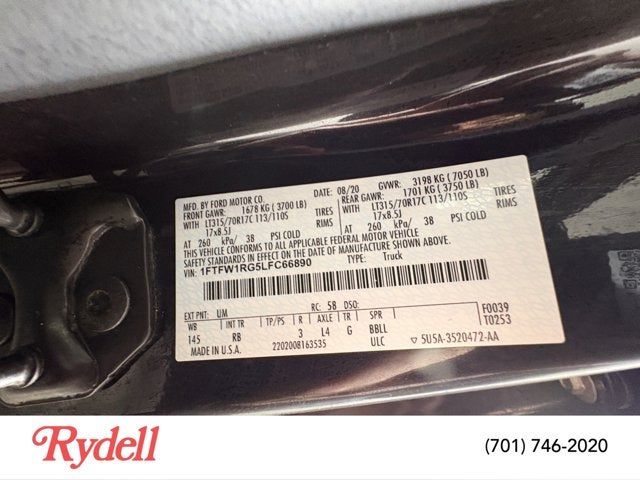 MFD. BY FORD MOTOR CO. 08/20 GVWR: 3198 KG ( 7050 LB)
FRONT GAWR: 1678 KG ( 3700 LB) REAR GAWR: 1701 KG ( 3750 LB)
WITH LT315/70R17C 113/110S TIRES WITH LT315/70R17C 113/110S TIRES
17x8.5J RIMS 17x8.5J RIMS
AT 260 kPa/ 38 PSI COLD AT 260 kPa/ 38 PSI COLD
THIS VEHICLE CONFORMS TO ALL APPLICABLE FEDERAL MOTOR VEHICLE
SAFETY STANDARDS IN EFFECT ON THE DATE OF MANUFACTURE SHOWN ABOVE.
VIN: 1FTFW1RG5LFC66890 TYPE: Truck
EXT PNT: UM RC: 58 DSO:
WB INT TR TP/PS R AXLE TR SPR F0039
145 RB 3 L4 G BBLL T0253
MADE IN U.S.A. 2202008163535 ULC ▽ 5U5A-3520472-AA
Rydell
(701) 746-2020